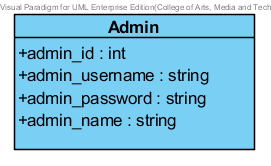 Visual Paradigm for UML Enterprise Edition(College of Arts, Media and Tech
Admin
+admin_id : int
+admin_username : string
+admin_password : string
+admin_name : string